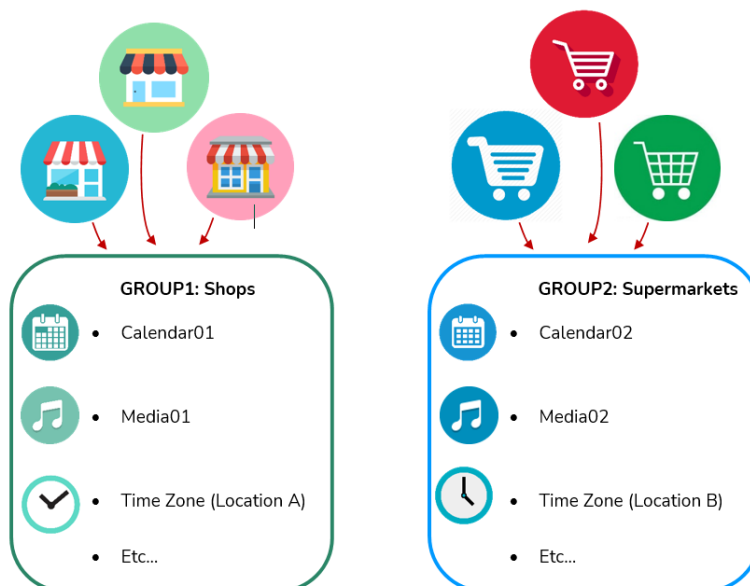 GROUP1: Shops
• Calendar01
• Media01
• Time Zone (Location A)
• Etc...
GROUP2: Supermarkets
• Calendar02
• Media02
• Time Zone (Location B)
• Etc...